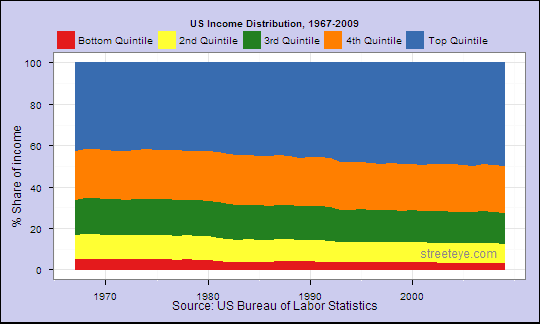 US Income Distribution, 1967-2009
Bottom Quintile 2nd Quintile 3rd Quintile 4th Quintile Top Quintile
% Share of income
100
80
60
40
20
0
streeteye.com
1970 1980 1990 2000
Source: US Bureau of Labor Statistics